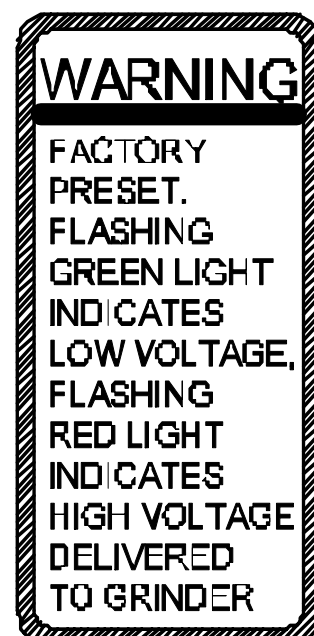 WARNING
FACTORY
PRESET.
FLASHING
GREEN LIGHT
INDICATES
LOW VOLTAGE,
FLASHING
RED LIGHT
INDICATES
HIGH VOLTAGE
DELIVERED
TO GRINDER